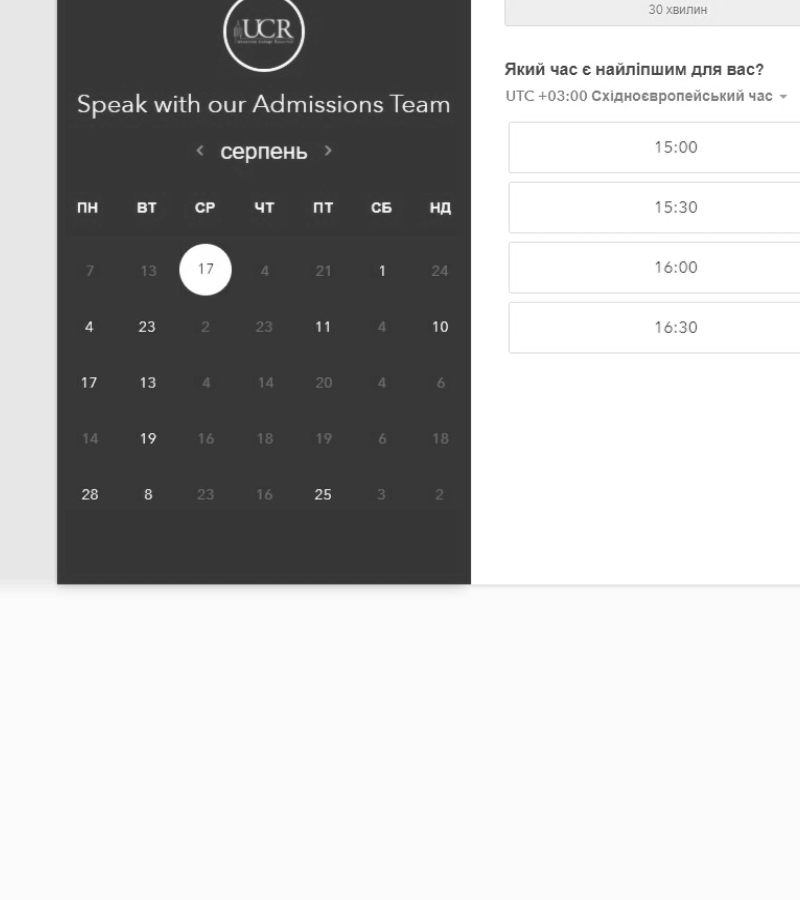 UCR
Speak with our Admissions Team
серпень
ПН ВТ СР ЧТ ПТ СБ НД
7 13 17 4 21 1 24
4 23 2 23 11 4 10
17 13 4 14 20 4 6
14 19 16 18 19 6 18
28 8 23 16 25 3 2
30 хвилин
Який час є найліпшим для вас?
UTC +03:00 Східноєвропейський час
15:00
15:30
16:00
16:30